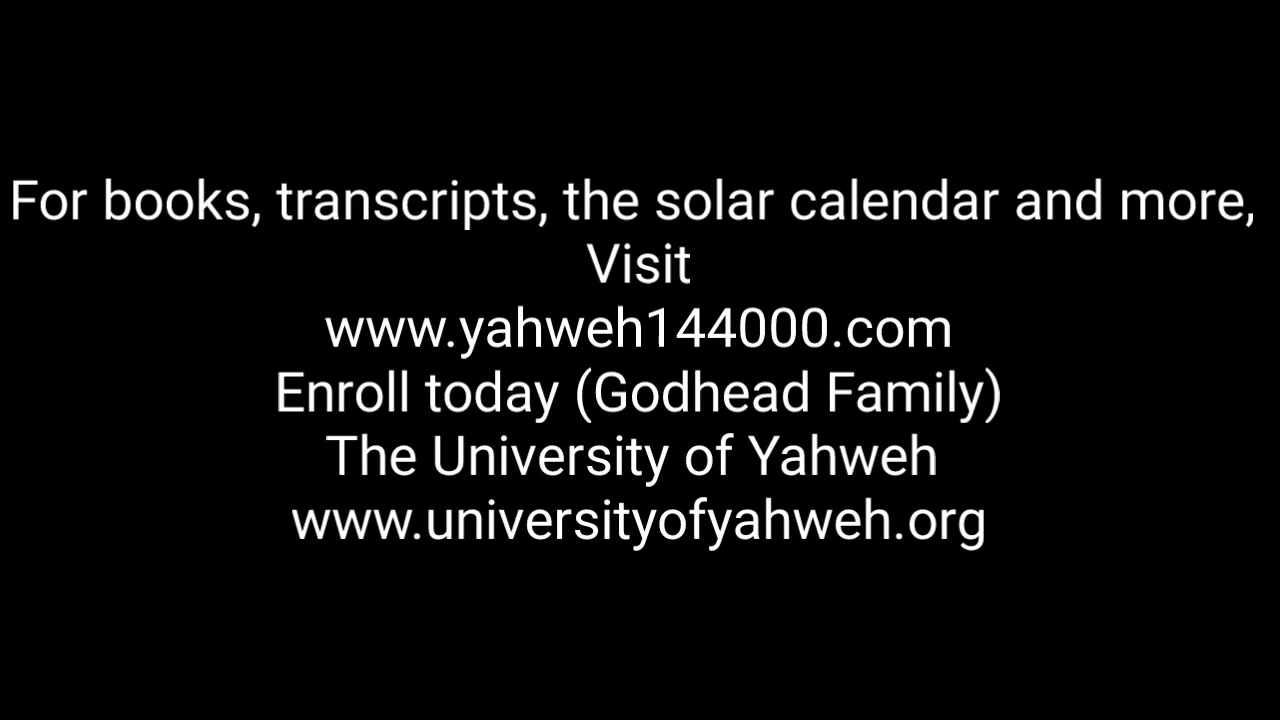 For books, transcripts, the solar calendar and more,
Visit
www.yahweh144000.com
Enroll today (Godhead Family)
The University of Yahweh
www.universityofyahweh.org